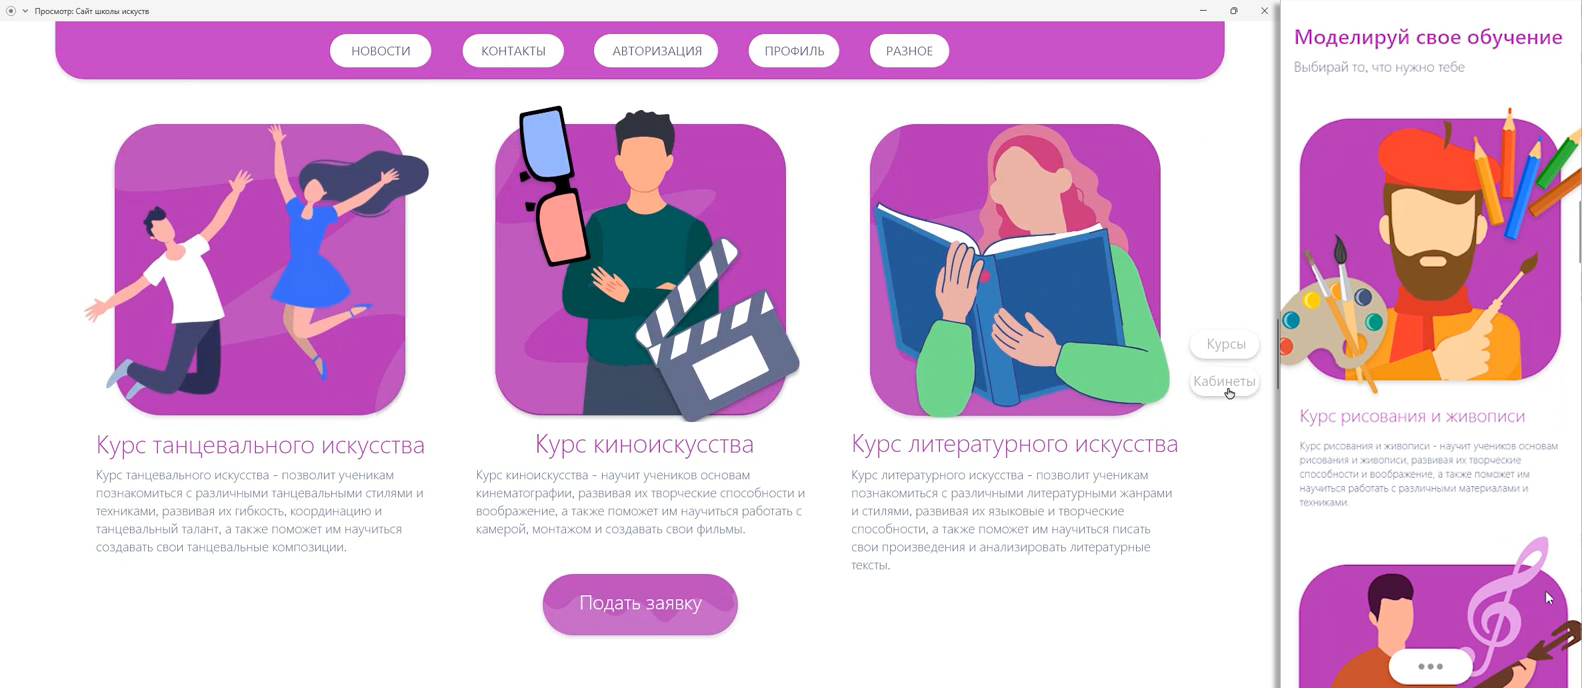 Просмотр: Сайт школы искуств
НОВОСТИ
КОНТАКТЫ
АВТОРИЗАЦИЯ
ПРОФИЛЬ
РАЗНОЕ
Курс танцевального искусства
Курс танцевального искусства - позволит ученикам
познакомиться с различными танцевальными стилями и
техниками, развивая их гибкость, координацию и
танцевальный талант, а также поможет им научиться
создавать свои танцевальные композиции.
Курс киноискусства
Курс киноискусства - научит учеников основам
кинематографии, развивая их творческие способности и
воображение, а также поможет им научиться работать с
камерой, монтажом и создавать свои фильмы.
Курс литературного искусства
Курс литературного искусства - позволит ученикам
познакомиться с различными литературными жанрами
и стилями, развивая их языковые и творческие
способности, а также поможет им научиться писать
свои произведения и анализировать литературные
тексты.
Курсы
Кабинеты
Подать заявку
Моделируй свое обучение
Выбирай то, что нужно тебе
Курс рисования и живописи
Курс рисования и живописи - научит учеников основам
рисования и живописи, развивая их творческие
способности и воображение, а также поможет им
научиться работать с различными материалами и
техниками.